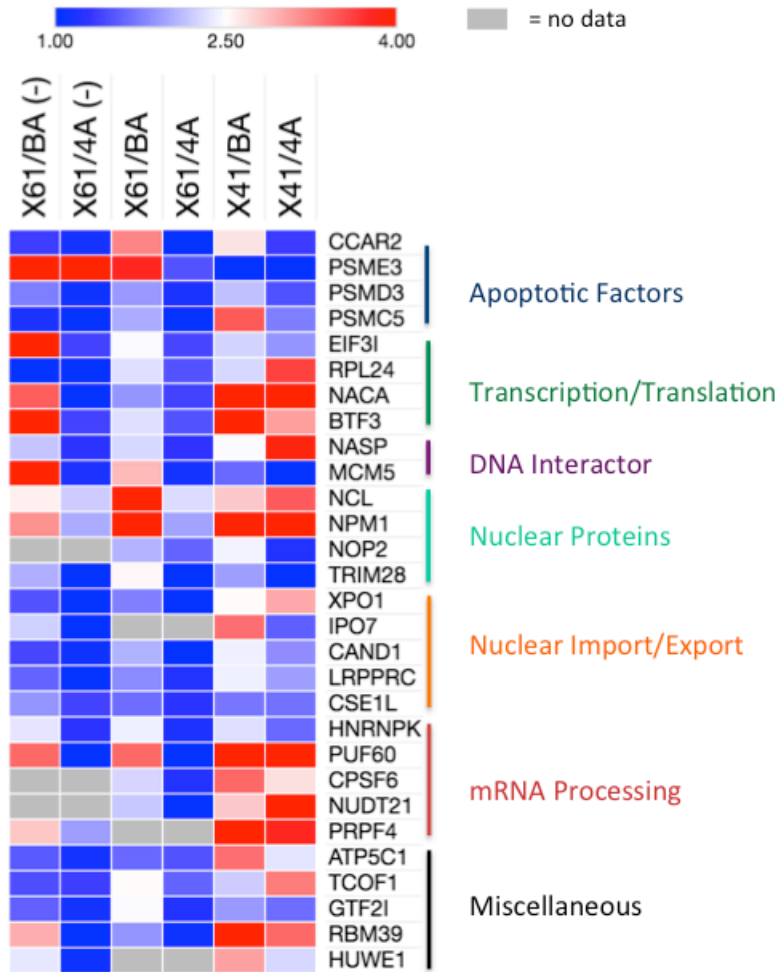 1.00 2.50 4.00 = no data
X61/BA (-) X61/4A (-) X61/BA X61/4A X41/BA X41/4A
CCAR2
PSME3
PSMD3
Apoptotic Factors
PSMC5
EIF3I
RPL24
NACA
Transcription/Translation
BTF3
NASP
DNA Interactor
MCM5
NCL
NPM1
Nuclear Proteins
NOP2
TRIM28
XPO1
IPO7
Nuclear Import/Export
CAND1
LRPPRC
CSE1L
HNRNPK
PUF60
CPSF6
mRNA Processing
NUDT21
PRPF4
ATP5C1
TCOF1
Miscellaneous
GTF2I
RBM39
HUWE1